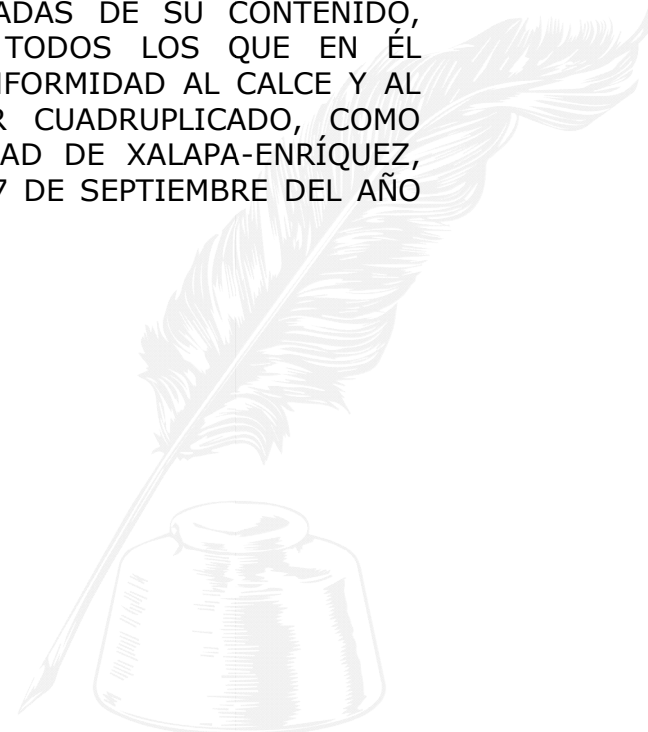 ADAS DE SU CONTENIDO,
TODOS LOS QUE EN ÉL
NFORMIDAD AL CALCE Y AL
R CUADRUPLICADO, COMO
AD DE XALAPA-ENRÍQUEZ,
7 DE SEPTIEMBRE DEL AÑO